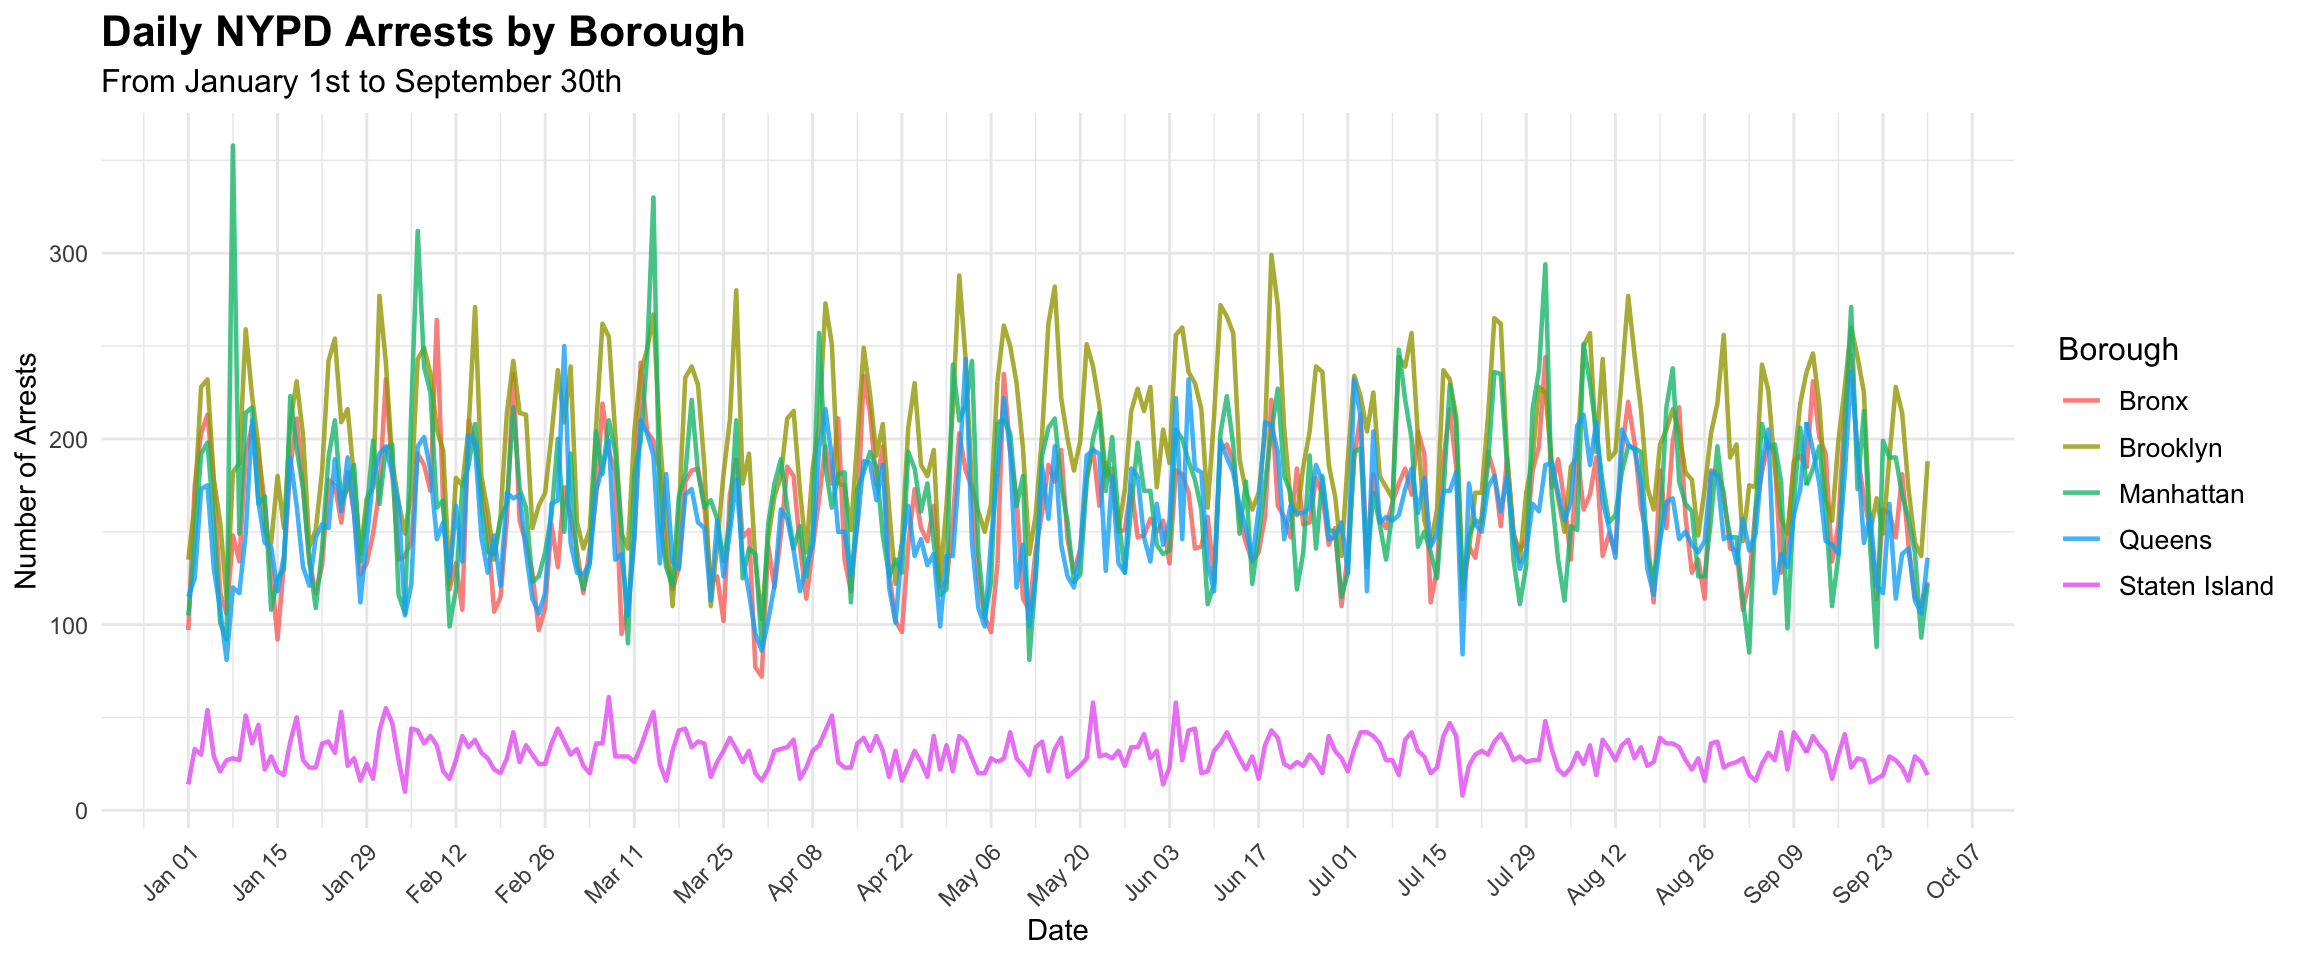 Daily NYPD Arrests by Borough
From January 1st to September 30th
Number of Arrests
300
200
100
0
Jan 01
Jan 15
Jan 29
Feb 12
Feb 26
Mar 11
Mar 25
Apr 08
Apr 22
May 06
May 20
Jun 03
Jun 17
Jul 01
Jul 15
Jul 29
Aug 12
Aug 26
Sep 09
Sep 23
Oct 07
Date
Borough
Bronx
Brooklyn
Manhattan
Queens
Staten Island